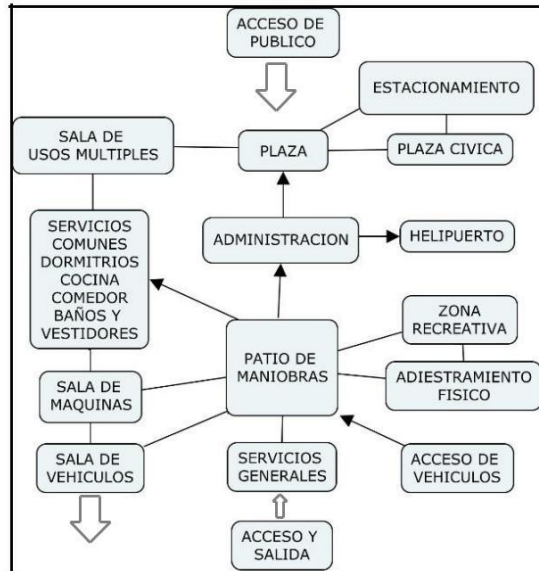 ACCESO DE
PUBLICO
ESTACIONAMIENTO
SALA DE
USOS MULTIPLES
PLAZA
PLAZA CIVICA
SERVICIOS
COMUNES
DORMITRIOS
COCINA
COMEDOR
BAÑOS Y
VESTIDORES
ADMINISTRACION
HELIPUERTO
ZONA
RECREATIVA
PATIO DE
MANIOBRAS
SALA DE
MAQUINAS
ADIESTRAMIENTO
FISICO
SALA DE
VEHICULOS
SERVICIOS
GENERALES
ACCESO DE
VEHICULOS
ACCESO Y
SALIDA